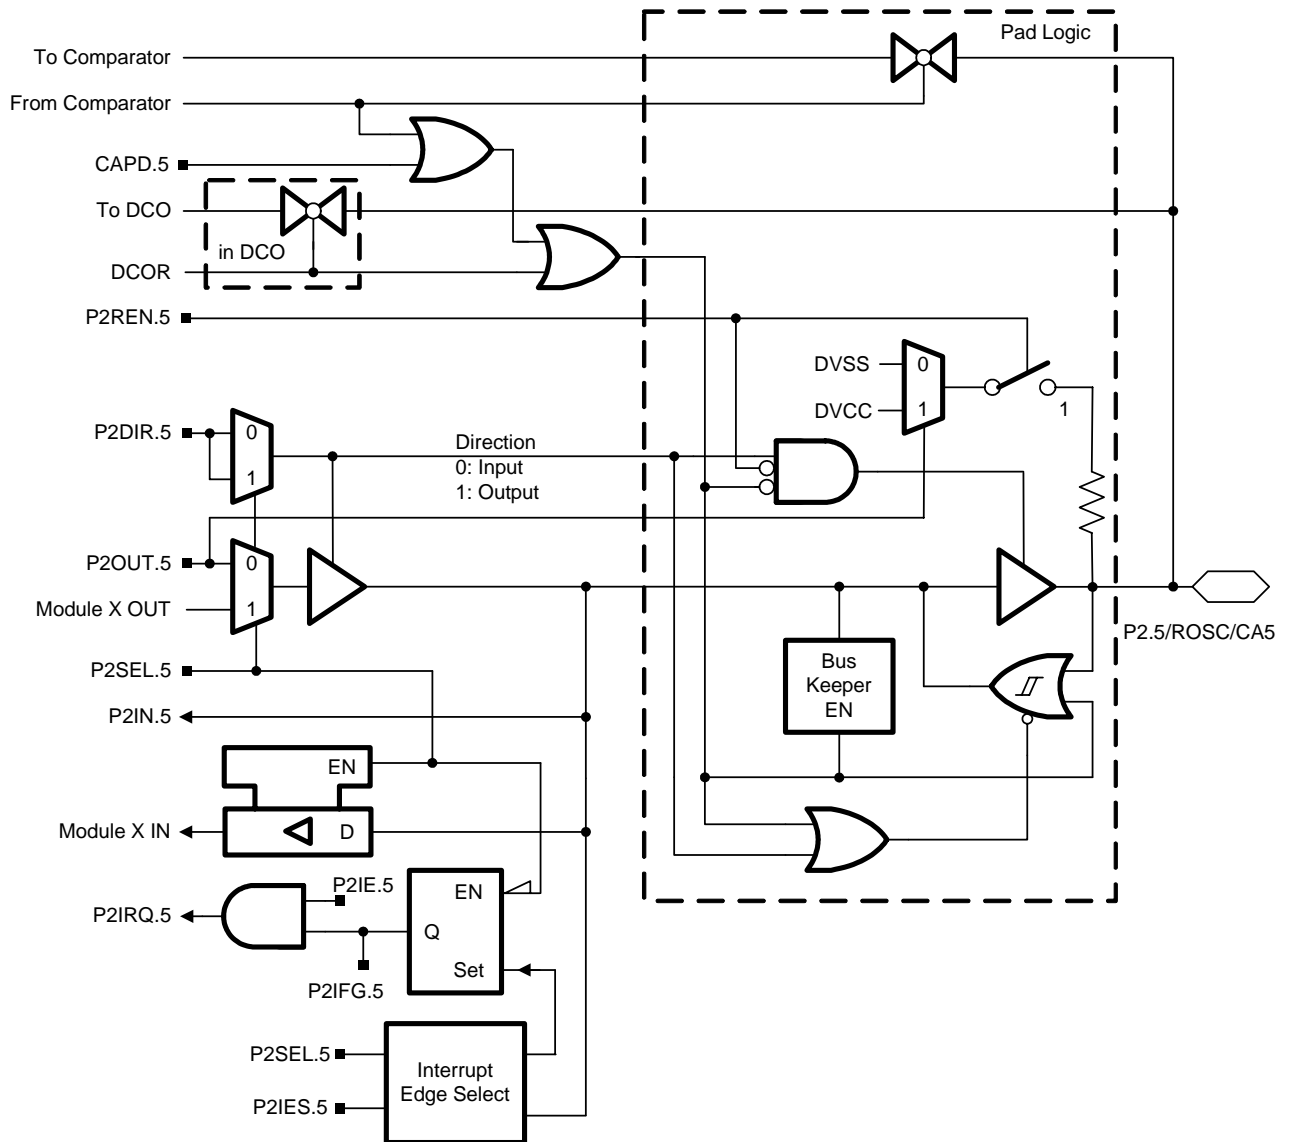 Pad Logic
To Comparator
From Comparator
CAPD.5
To DCO
in DCO
DCOR
P2REN.5
DVSS
0
DVCC
1
1
P2DIR.5
0
1
Direction
0: Input
1: Output
P2OUT.5
0
Module X OUT
1
P2.5/ROSC/CA5
P2SEL.5
Bus
Keeper
EN
P2IN.5
EN
Module X IN
D
P2IE.5
EN
P2IRQ.5
Q
Set
P2IFG.5
P2SEL.5
Interrupt
Edge Select
P2IES.5